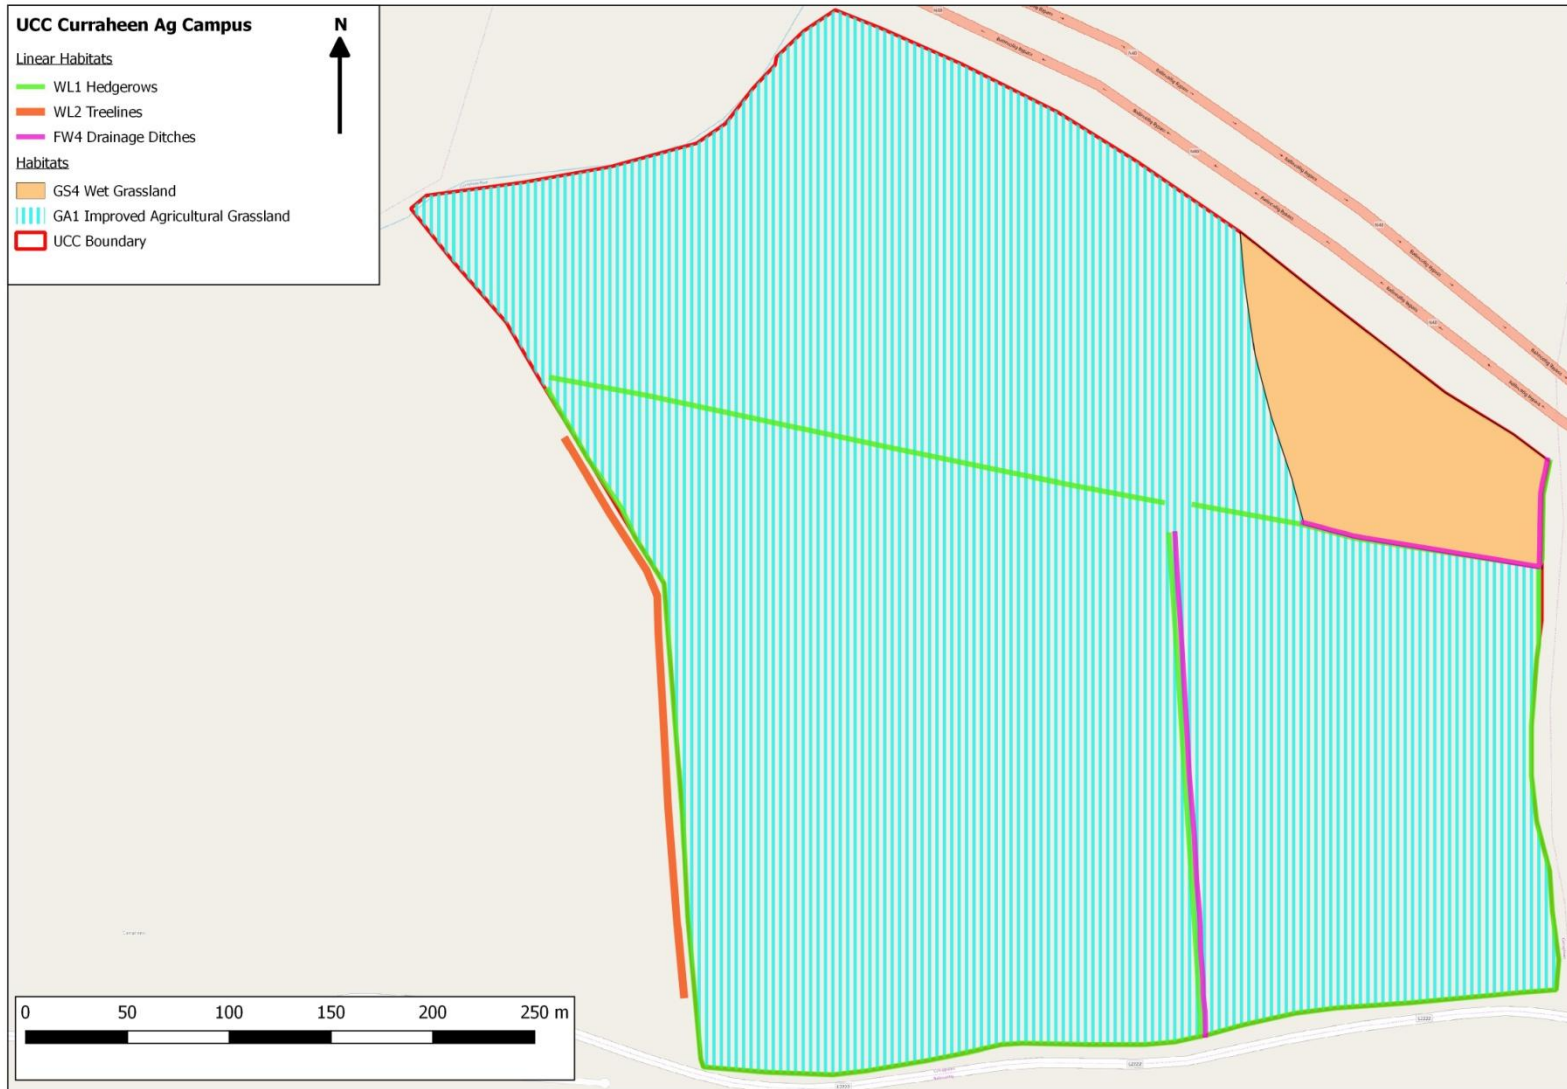 UCC Curraheen Ag Campus
N
Linear Habitats
WL1 Hedgerows
WL2 Treelines
FW4 Drainage Ditches
Habitats
GS4 Wet Grassland
GA1 Improved Agricultural Grassland
UCC Boundary
0 50 100 150 200 250 m